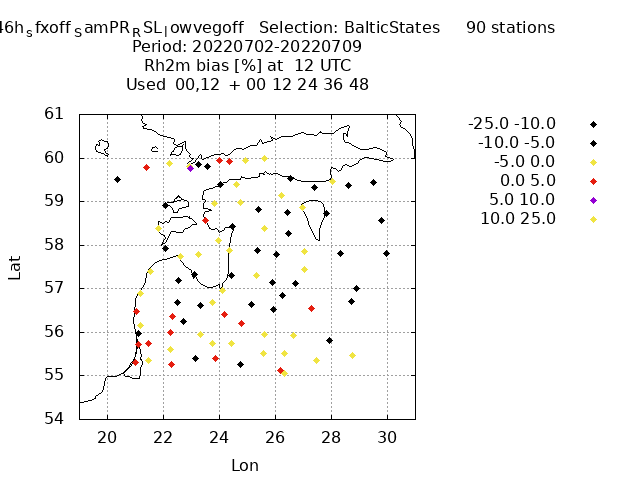 46h_sfxoff_SamPR_RSL_lowvegoff Selection: BalticStates 90 stations
Period: 20220702-20220709
Rh2m bias [%] at 12 UTC
Used 00,12 + 00 12 24 36 48
61
60
59
58
57
56
55
54
20 22 24 26 28 30
Lat
Lon
-25.0 -10.0
-10.0 -5.0
-5.0 0.0
0.0 5.0
5.0 10.0
10.0 25.0